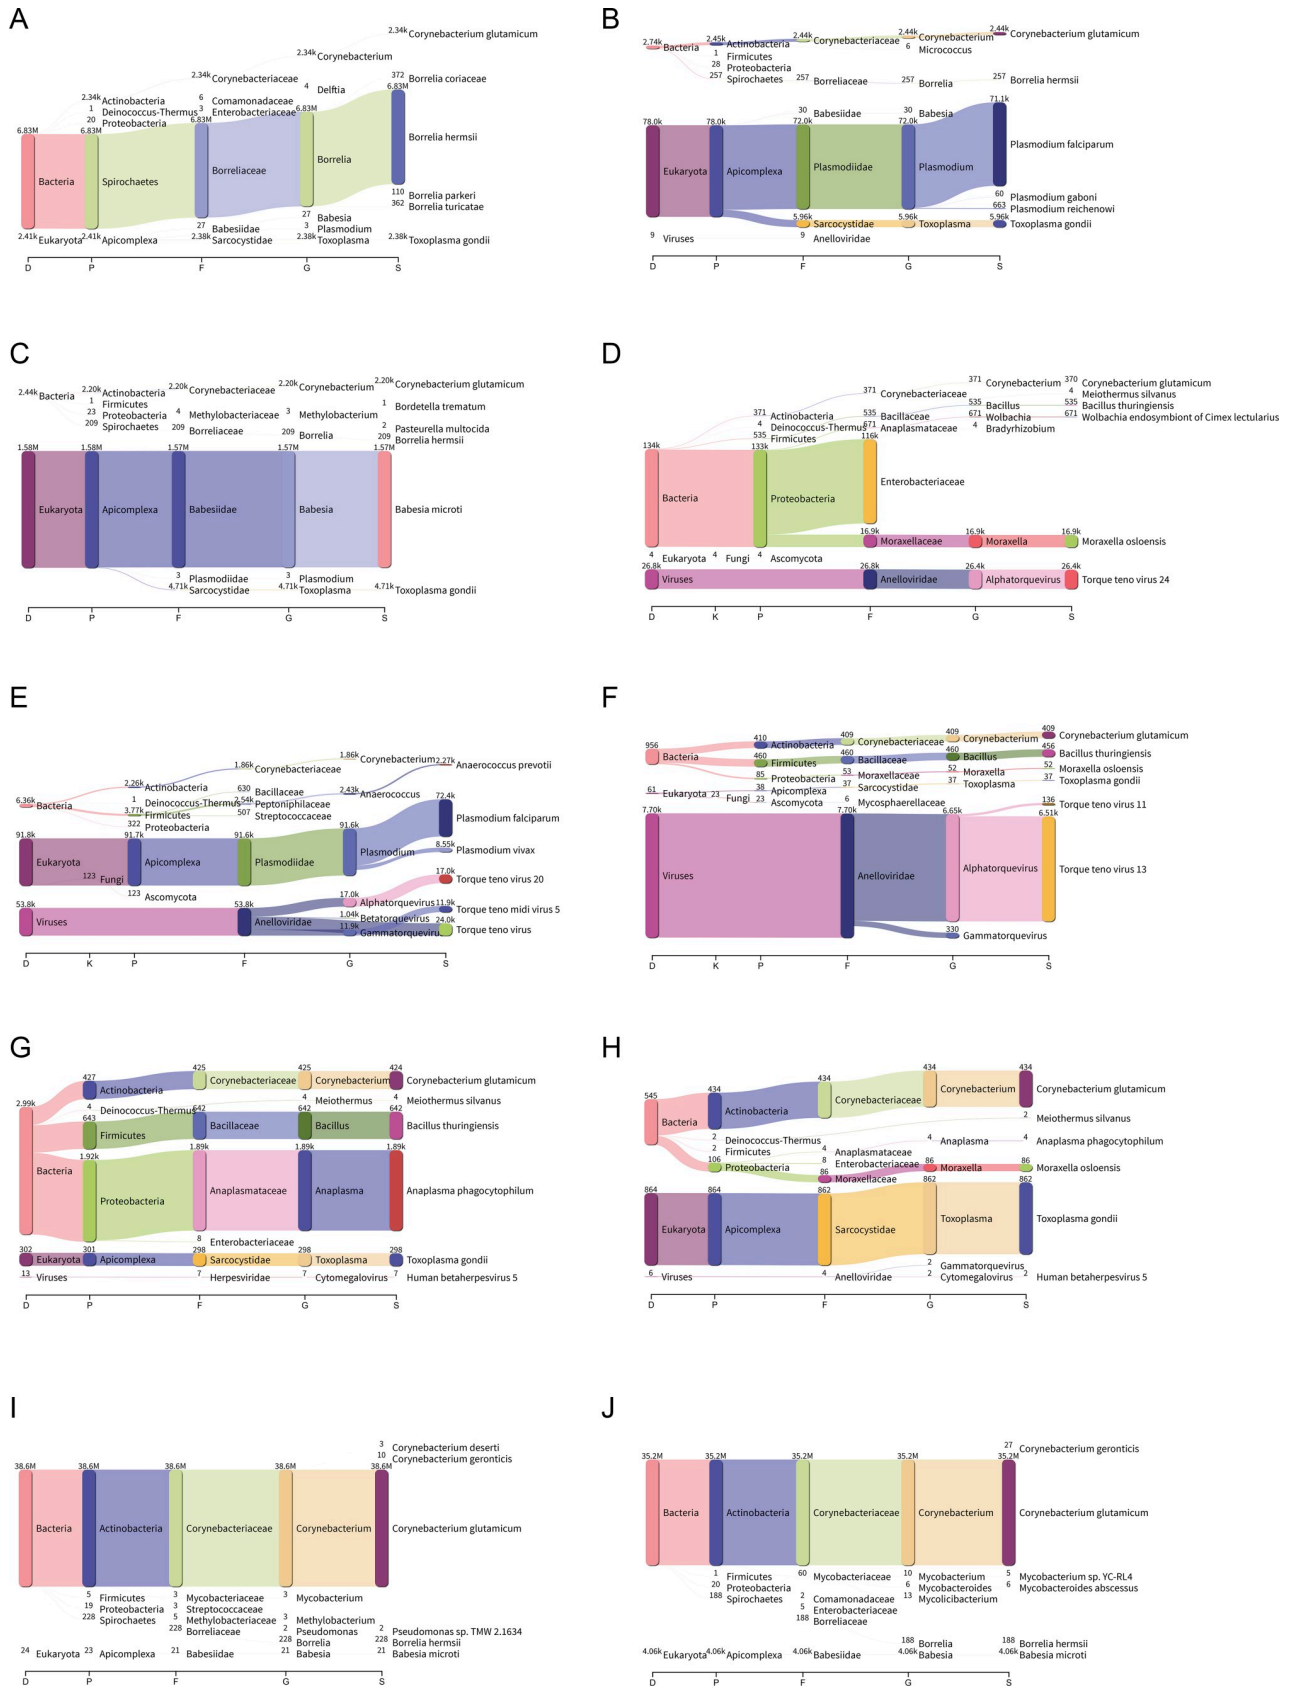 A
2.34k Corynebacterium glutamicum
2.34k Corynebacterium
2.34k Corynebacteriaceae
372 Borrelia coriaceae
4 Delftia
6.83M
2.34k Actinobacteria
6 Comamonadaceae
1 Deinococcus-Thermus
3 Enterobacteriaceae
6.83M
20 Proteobacteria
6.83M
6.83M
6.83M
Borrelia hermsii
Bacteria
Spirochaetes
Borreliaceae
Borrelia
110 Borrelia parkeri
362 Borrelia turicatae
27 Babesia
27 Babesiidae
3 Plasmodium
2.41k Eukaryota
2.41k Apicomplexa
2.38k Sarcocystidae
2.38k Toxoplasma
2.38k Toxoplasma gondii
D P F G S
B
2.74k Bacteria
2.45k Actinobacteria
2.44k Corynebacteriaceae
2.44k Corynebacterium
2.44k Corynebacterium glutamicum
6 Micrococcus
1 Firmicutes
28 Proteobacteria
257 Spirochaetes
257 Borreliaceae
257 Borrelia
257 Borrelia hermsii
30 Babesiidae
30 Babesia
71.1k
78.0k
78.0k
72.0k
72.0k
Plasmodium falciparum
Eukaryota
Apicomplexa
Plasmodiidae
Plasmodium
60 Plasmodium gaboni
663 Plasmodium reichenowi
5.96k Sarcocystidae
5.96k Toxoplasma
5.96k Toxoplasma gondii
9 Viruses
9 Anelloviridae
D P F G S
C
2.44k Bacteria
2.20k Actinobacteria
2.20k Corynebacteriaceae
2.20k Corynebacterium
2.20k Corynebacterium glutamicum
1 Firmicutes
1 Bordetella trematum
23 Proteobacteria
4 Methylobacteriaceae
3 Methylobacterium
209 Spirochaetes
209 Borreliaceae
209 Borrelia
2 Pasteurella multocida
209 Borrelia hermsii
1.58M
1.58M
1.57M
1.57M
1.57M
Eukaryota
Apicomplexa
Babesiidae
Babesia
Babesia microti
3 Plasmodiidae
3 Plasmodium
4.71k Sarcocystidae
4.71k Toxoplasma
4.71k Toxoplasma gondii
D P F G S
D
371 Corynebacterium
370 Corynebacterium glutamicum
371 Corynebacteriaceae
4 Meiothermus silvanus
535 Bacillus
535 Bacillus thuringiensis
371 Actinobacteria
535 Bacillaceae
671 Wolbachia
671 Wolbachia endosymbiont of Cimex lectularius
4 Deinococcus-Thermus
671 Anaplasmataceae
4 Bradyrhizobium
535 Firmicutes
116k
134k
133k
Enterobacteriaceae
Bacteria
Proteobacteria
16.9k Moraxellaceae
16.9k Moraxella
16.9k Moraxella osloensis
4 Eukaryota
4 Fungi
4 Ascomycota
26.8k Viruses
26.8k Anelloviridae
26.4k Alphatorquevirus
26.4k Torque teno virus 24
D K P F G S
E
1.86k Corynebacterium
2.27k Anaerococcus prevotii
1.86k Corynebacteriaceae
2.26k Actinobacteria
630 Bacillaceae
2.43k Anaerococcus
6.36k Bacteria
1 Deinococcus-Thermus
2.54k Peptoniphilaceae
3.77k Firmicutes
507 Streptococcaceae
322 Proteobacteria
72.4k Plasmodium falciparum
91.8k
91.7k
91.6k
91.6k
Plasmodium
8.55k Plasmodium vivax
Eukaryota
Apicomplexa
Plasmodiidae
123 Fungi
123 Ascomycota
17.0k Torque teno virus 20
17.0k Alphatorquevirus
53.8k Viruses
53.8k Anelloviridae
1.04k Betatorquevirus
11.9k Torque teno midi virus 5
11.9k Gammatorquevirus
24.0k Torque teno virus
D K P F G S
F
956 Bacteria
410 Actinobacteria
409 Corynebacteriaceae
409 Corynebacterium
409 Corynebacterium glutamicum
460 Firmicutes
460 Bacillaceae
460 Bacillus
456 Bacillus thuringiensis
85 Proteobacteria
53 Moraxellaceae
52 Moraxella
52 Moraxella osloensis
61 Eukaryota
38 Apicomplexa
37 Sarcocystidae
37 Toxoplasma
37 Toxoplasma gondii
23 Fungi
23 Ascomycota
6 Mycosphaerellaceae
136 Torque teno virus 11
7.70k
7.70k
6.65k
6.51k
Viruses
Anelloviridae
Alphatorquevirus
Torque teno virus 13
330 Gammatorquevirus
D K P F G S
G
427 Actinobacteria
425 Corynebacteriaceae
425 Corynebacterium
424 Corynebacterium glutamicum
2.99k
4 Deinococcus-Thermus
4 Meiothermus
4 Meiothermus silvanus
643 Firmicutes
642 Bacillaceae
642 Bacillus
642 Bacillus thuringiensis
Bacteria
1.92k Proteobacteria
1.89k Anaplasmataceae
1.89k Anaplasma
1.89k Anaplasma phagocytophilum
8 Enterobacteriaceae
302 Eukaryota
301 Apicomplexa
298 Sarcocystidae
298 Toxoplasma
298 Toxoplasma gondii
13 Viruses
7 Herpesviridae
7 Cytomegalovirus
7 Human betaherpesvirus 5
D P F G S
H
545 Bacteria
434 Actinobacteria
434 Corynebacteriaceae
434 Corynebacterium
434 Corynebacterium glutamicum
2 Meiothermus silvanus
2 Deinococcus-Thermus
4 Anaplasma
4 Anaplasma phagocytophilum
2 Firmicutes
4 Anaplasmataceae
106 Proteobacteria
8 Enterobacteriaceae
86 Moraxellaceae
86 Moraxella
86 Moraxella osloensis
864 Eukaryota
864 Apicomplexa
862 Sarcocystidae
862 Toxoplasma
862 Toxoplasma gondii
6 Viruses
4 Anelloviridae
2 Gammatorquevirus
2 Cytomegalovirus
2 Human betaherpesvirus 5
D P F G S
I
3 Corynebacterium deserti
10 Corynebacterium geronticis
38.6M
38.6M
38.6M
38.6M
38.6M
Bacteria
Actinobacteria
Corynebacteriaceae
Corynebacterium
Corynebacterium glutamicum
5 Firmicutes
3 Mycobacteriaceae
3 Mycobacterium
19 Proteobacteria
3 Streptococcaceae
228 Spirochaetes
5 Methylobacteriaceae
3 Methylobacterium
228 Borreliaceae
2 Pseudomonas
2 Pseudomonas sp. TMW 2.1634
228 Borrelia
228 Borrelia hermsii
24 Eukaryota
23 Apicomplexa
21 Babesiidae
21 Babesia
21 Babesia microti
D P F G S
J
27 Corynebacterium geronticis
35.2M
35.2M
35.2M
35.2M
35.2M
Bacteria
Actinobacteria
Corynebacteriaceae
Corynebacterium
Corynebacterium glutamicum
1 Firmicutes
60 Mycobacteriaceae
10 Mycobacterium
5 Mycobacterium sp. YC-RL4
20 Proteobacteria
6 Mycobacteroides
6 Mycobacteroides abscessus
188 Spirochaetes
2 Comamonadaceae
13 Mycolicibacterium
5 Enterobacteriaceae
188 Borreliaceae
188 Borrelia
188 Borrelia hermsii
4.06k Eukaryota
4.06k Apicomplexa
4.06k Babesiidae
4.06k Babesia
4.06k Babesia microti
D P F G S